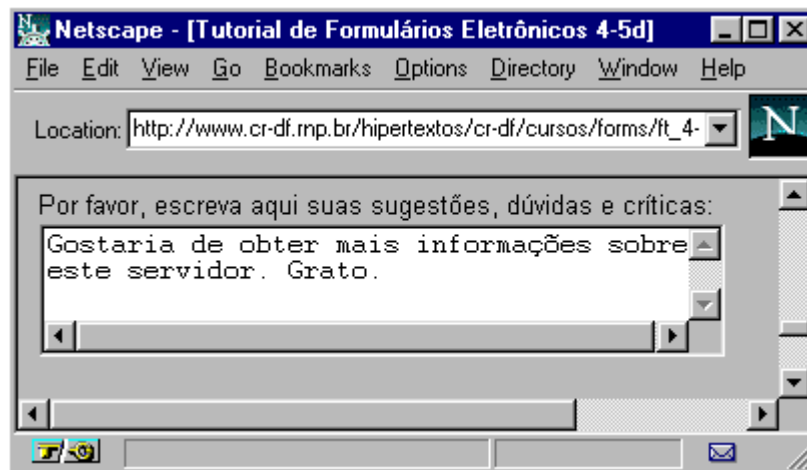 Netscape - [Tutorial de Formulários Eletrônicos 4-5d]
File Edit View Go Bookmarks Options Directory Window Help
Location: http://www.cr-df.rnp.br/hipertextos/cr-df/cursos/forms/ft_4-
N
Por favor, escreva aqui suas sugestões, dúvidas e críticas:
Gostaria de obter mais informações sobre
este servidor. Grato.